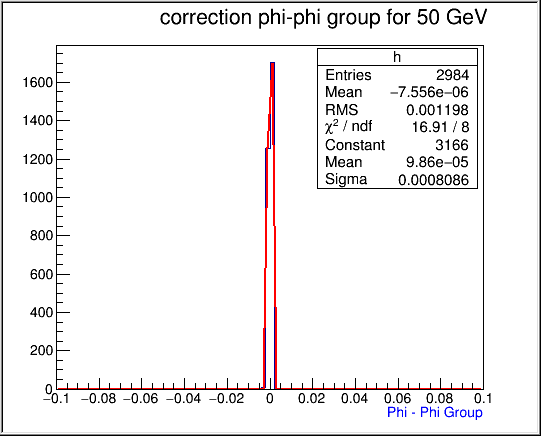 correction phi-phi group for 50 GeV
h
Entries 2984
Mean −7.556e−06
RMS 0.001198
χ² / ndf 16.91 / 8
Constant 3166
Mean 9.86e−05
Sigma 0.0008086
1600
1400
1200
1000
800
600
400
200
0
−0.1 −0.08 −0.06 −0.04 −0.02 0 0.02 0.04 0.06 0.08 0.1
Phi - Phi Group